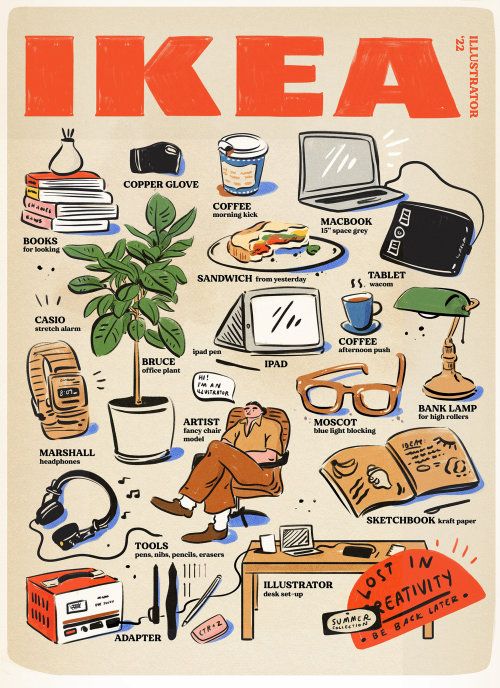 IKEA
ILLUSTRATOR
'22
COPPER GLOVE
COFFEE
morning kick
MACBOOK
15" space grey
CHANEL
BOOKS
for looking
SANDWICH from yesterday
TABLET
wacom
CASIO
stretch alarm
BRUCE
office plant
ipad pen
IPAD
COFFEE
afternoon push
BANK LAMP
for high rollers
HI!
I'M AN
ILLUSTRATOR
ARTIST
fancy chair
model
MOSCOT
blue light blocking
MARSHALL
headphones
IDEAS
SKETCHBOOK kraft paper
TOOLS
pens, nibs, pencils, erasers
ILLUSTRATOR
desk set-up
CTRL+Z
ADAPTER
LOST IN
CREATIVITY
BE BACK LATER
SUMMER
COLLECTION